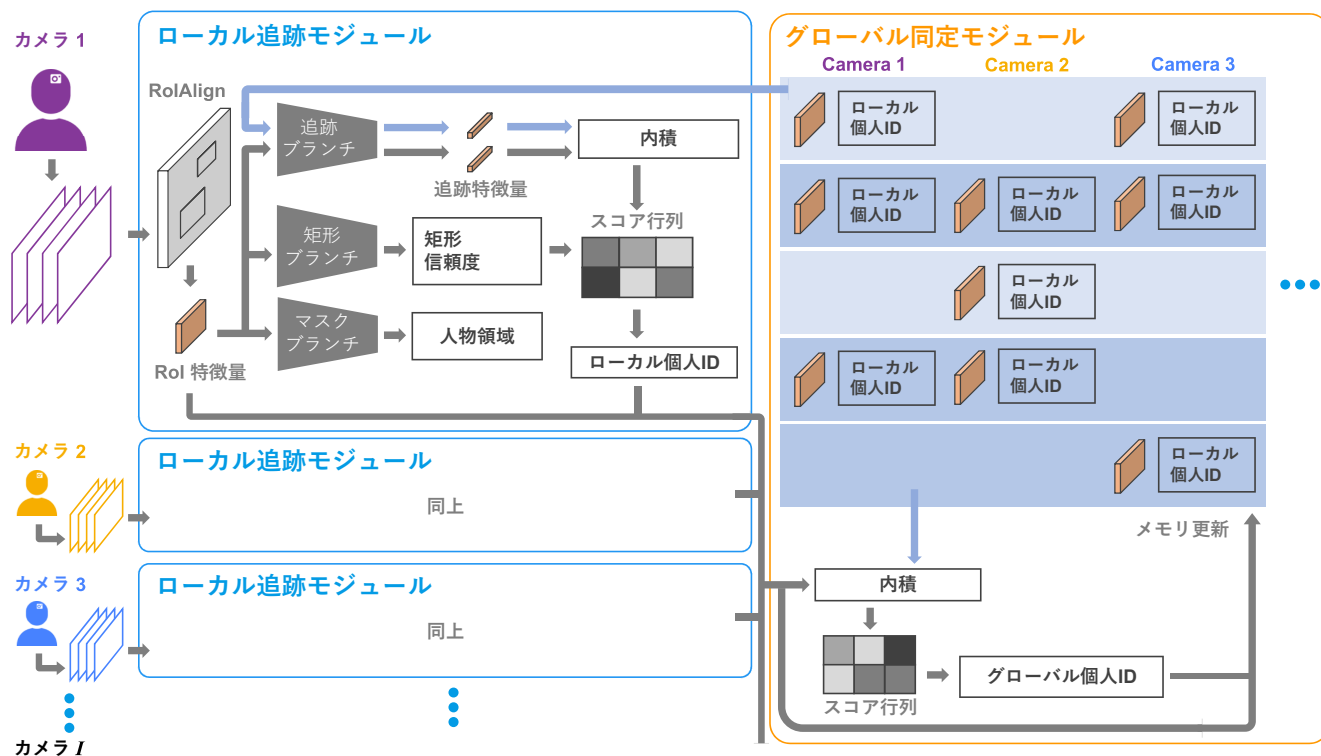 カメラ 1
ローカル追跡モジュール
RoIAlign
追跡
ブランチ
追跡特徴量
内積
スコア行列
矩形
ブランチ
矩形
信頼度
マスク
ブランチ
人物領域
RoI 特徴量
ローカル個人ID
カメラ 2
ローカル追跡モジュール
同上
カメラ 3
ローカル追跡モジュール
同上
カメラ I
グローバル同定モジュール
Camera 1
Camera 2
Camera 3
ローカル
個人ID
ローカル
個人ID
ローカル
個人ID
ローカル
個人ID
ローカル
個人ID
ローカル
個人ID
ローカル
個人ID
ローカル
個人ID
ローカル
個人ID
メモリ更新
内積
スコア行列
グローバル個人ID